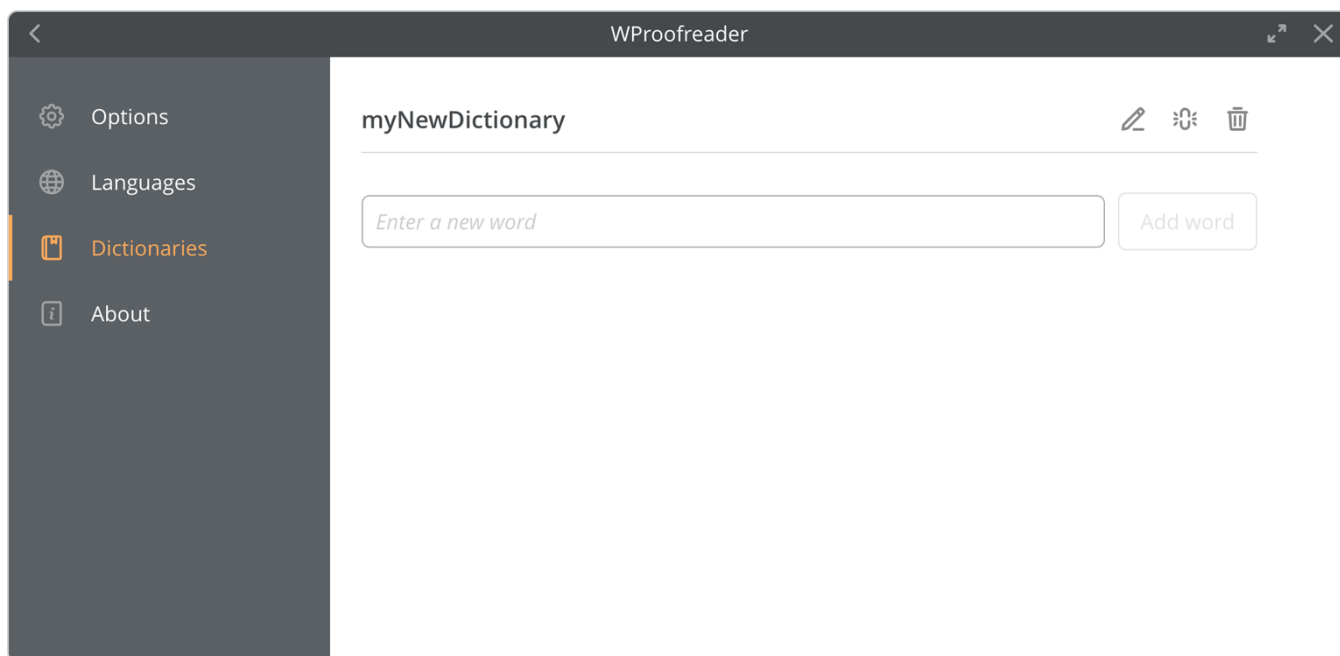 WProofreader
Options
Languages
Dictionaries
About
myNewDictionary
Enter a new word
Add word